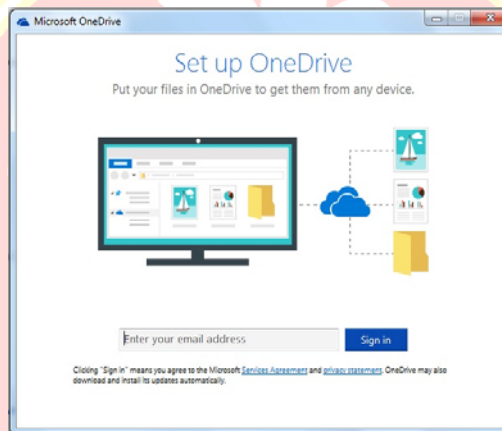 Microsoft OneDrive
Set up OneDrive
Put your files in OneDrive to get them from any device.
Enter your email address
Sign in
Clicking "Sign in" means you agree to the Microsoft Services Agreement and privacy statement. OneDrive may also
download and install its updates automatically.